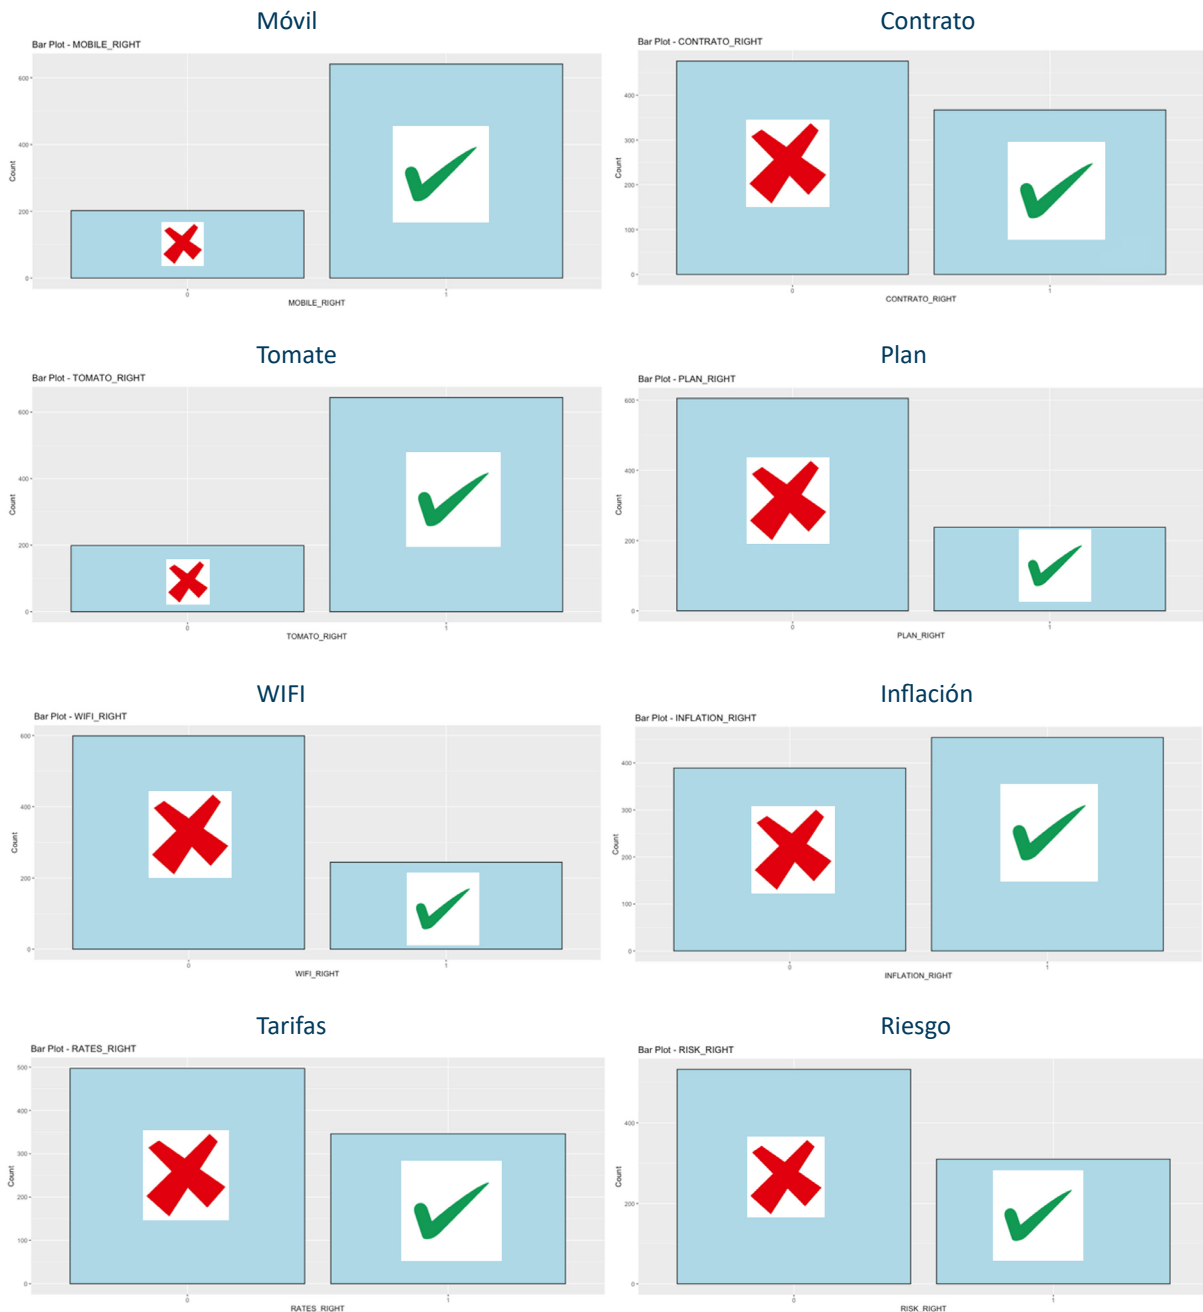 Móvil
Bar Plot - MOBILE_RIGHT
600
400
200
0
Count
0 1
MOBILE_RIGHT
Contrato
Bar Plot - CONTRATO_RIGHT
400
300
200
100
0
Count
0 1
CONTRATO_RIGHT
Tomate
Bar Plot - TOMATO_RIGHT
600
400
200
0
Count
0 1
TOMATO_RIGHT
Plan
Bar Plot - PLAN_RIGHT
600
400
200
0
Count
0 1
PLAN_RIGHT
WIFI
Bar Plot - WIFI_RIGHT
600
400
200
0
Count
0 1
WIFI_RIGHT
Inflación
Bar Plot - INFLATION_RIGHT
400
300
200
100
0
Count
0 1
INFLATION_RIGHT
Tarifas
Bar Plot - RATES_RIGHT
500
400
300
200
100
0
Count
0 1
RATES_RIGHT
Riesgo
Bar Plot - RISK_RIGHT
400
200
0
Count
0 1
RISK_RIGHT